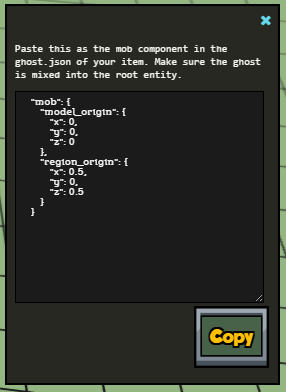 Paste this as the mob component in the
ghost.json of your item. Make sure the ghost
is mixed into the root entity.
"mob": {
"model_origin": {
"x": 0,
"y": 0,
"z": 0
},
"region_origin": {
"x": 0.5,
"y": 0,
"z": 0.5
}
}
Copy